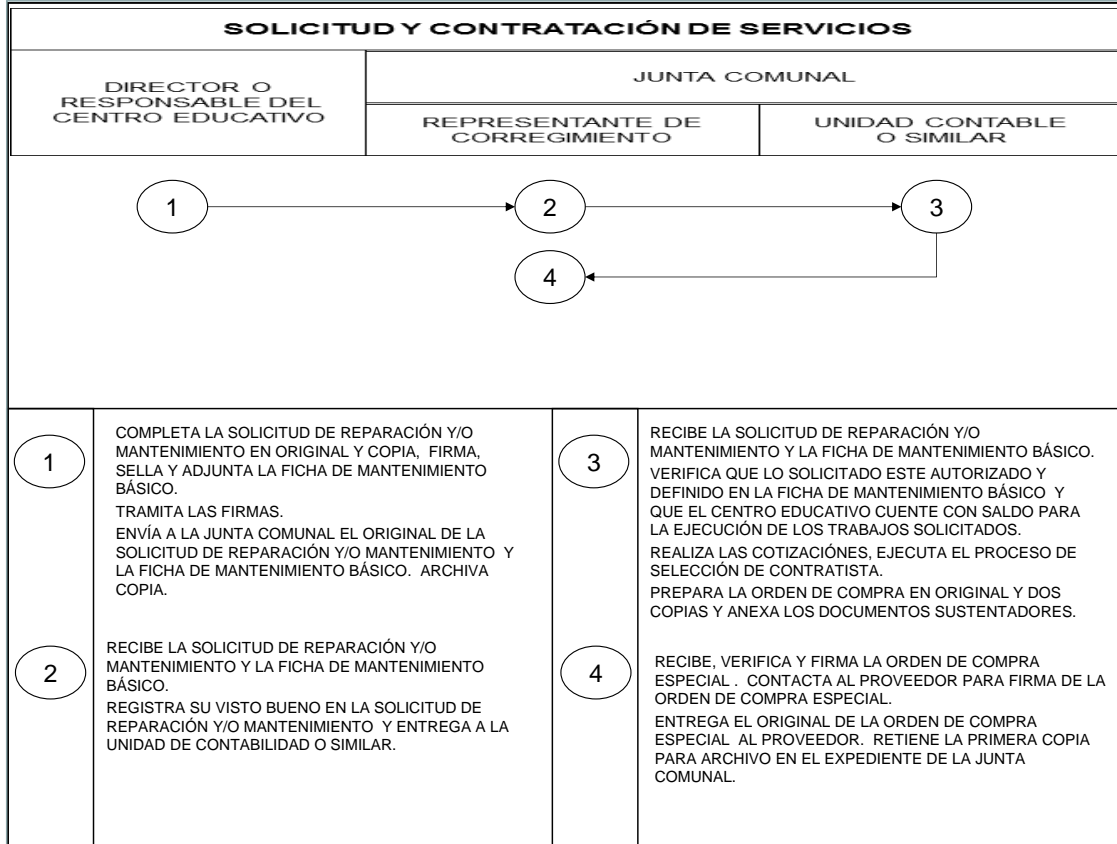 SOLICITUD Y CONTRATACIÓN DE SERVICIOS
DIRECTOR O
RESPONSABLE DEL
CENTRO EDUCATIVO
JUNTA COMUNAL
REPRESENTANTE DE
CORREGIMIENTO
UNIDAD CONTABLE
O SIMILAR
1
2
3
4
1
COMPLETA LA SOLICITUD DE REPARACIÓN Y/O
MANTENIMIENTO EN ORIGINAL Y COPIA, FIRMA,
SELLA Y ADJUNTA LA FICHA DE MANTENIMIENTO
BÁSICO.
TRAMITA LAS FIRMAS.
ENVÍA A LA JUNTA COMUNAL EL ORIGINAL DE LA
SOLICITUD DE REPARACIÓN Y/O MANTENIMIENTO Y
LA FICHA DE MANTENIMIENTO BÁSICO. ARCHIVA
COPIA.
2
RECIBE LA SOLICITUD DE REPARACIÓN Y/O
MANTENIMIENTO Y LA FICHA DE MANTENIMIENTO
BÁSICO.
REGISTRA SU VISTO BUENO EN LA SOLICITUD DE
REPARACIÓN Y/O MANTENIMIENTO Y ENTREGA A LA
UNIDAD DE CONTABILIDAD O SIMILAR.
3
RECIBE LA SOLICITUD DE REPARACIÓN Y/O
MANTENIMIENTO Y LA FICHA DE MANTENIMIENTO BÁSICO.
VERIFICA QUE LO SOLICITADO ESTE AUTORIZADO Y
DEFINIDO EN LA FICHA DE MANTENIMIENTO BÁSICO Y
QUE EL CENTRO EDUCATIVO CUENTE CON SALDO PARA
LA EJECUCIÓN DE LOS TRABAJOS SOLICITADOS.
REALIZA LAS COTIZACIÓNES, EJECUTA EL PROCESO DE
SELECCIÓN DE CONTRATISTA.
PREPARA LA ORDEN DE COMPRA EN ORIGINAL Y DOS
COPIAS Y ANEXA LOS DOCUMENTOS SUSTENTADORES.
4
RECIBE, VERIFICA Y FIRMA LA ORDEN DE COMPRA
ESPECIAL . CONTACTA AL PROVEEDOR PARA FIRMA DE LA
ORDEN DE COMPRA ESPECIAL.
ENTREGA EL ORIGINAL DE LA ORDEN DE COMPRA
ESPECIAL AL PROVEEDOR. RETIENE LA PRIMERA COPIA
PARA ARCHIVO EN EL EXPEDIENTE DE LA JUNTA
COMUNAL.